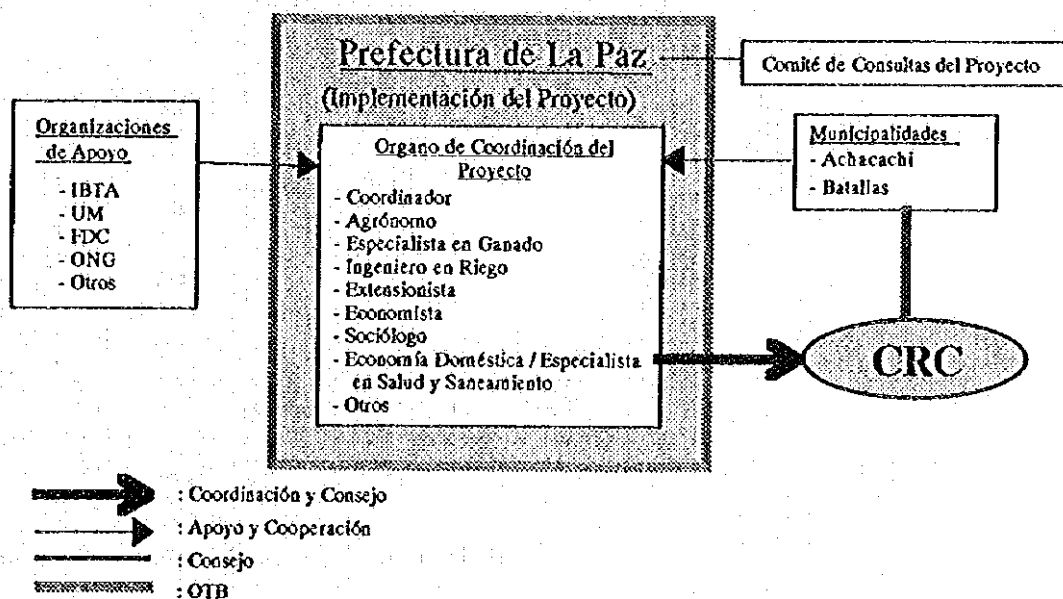 Prefectura de La Paz
(Implementación del Proyecto)
Comité de Consultas del Proyecto
Organizaciones
de Apoyo
- IBTA
- UM
- FDC
- ONG
- Otros
Organo de Coordinación del
Proyecto
- Coordinador
- Agrónomo
- Especialista en Ganado
- Ingeniero en Riego
- Extensionista
- Economista
- Sociólogo
- Economía Doméstica / Especialista
en Salud y Saneamiento
- Otros
Municipalidades
- Achacachi
- Batallas
CRC
: Coordinación y Consejo
: Apoyo y Cooperación
: Consejo
: OTB